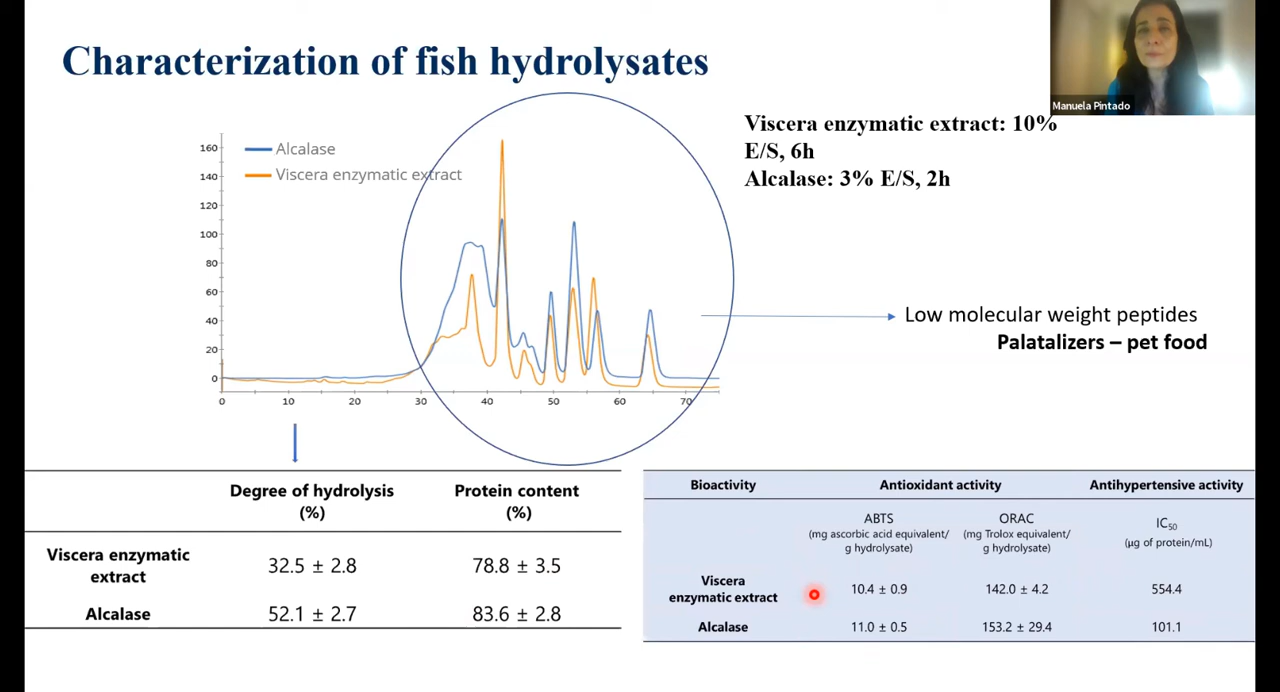 Characterization of fish hydrolysates
Manuela Pintado
Viscera enzymatic extract: 10%
E/S, 6h
Alcalase: 3% E/S, 2h
Alcalase
Viscera enzymatic extract
160
140
120
100
80
60
40
20
0
0 10 20 30 40 50 60 70
Low molecular weight peptides
Palatalizers – pet food
Degree of hydrolysis Protein content
(%) (%)
Viscera enzymatic
extract
32.5 ± 2.8 78.8 ± 3.5
Alcalase 52.1 ± 2.7 83.6 ± 2.8
Bioactivity Antioxidant activity Antihypertensive activity
ABTS ORAC IC50
(mg ascorbic acid equivalent/ (mg Trolox equivalent/ (µg of protein/mL)
g hydrolysate) g hydrolysate)
Viscera
enzymatic extract
10.4 ± 0.9 142.0 ± 4.2 554.4
Alcalase 11.0 ± 0.5 153.2 ± 29.4 101.1